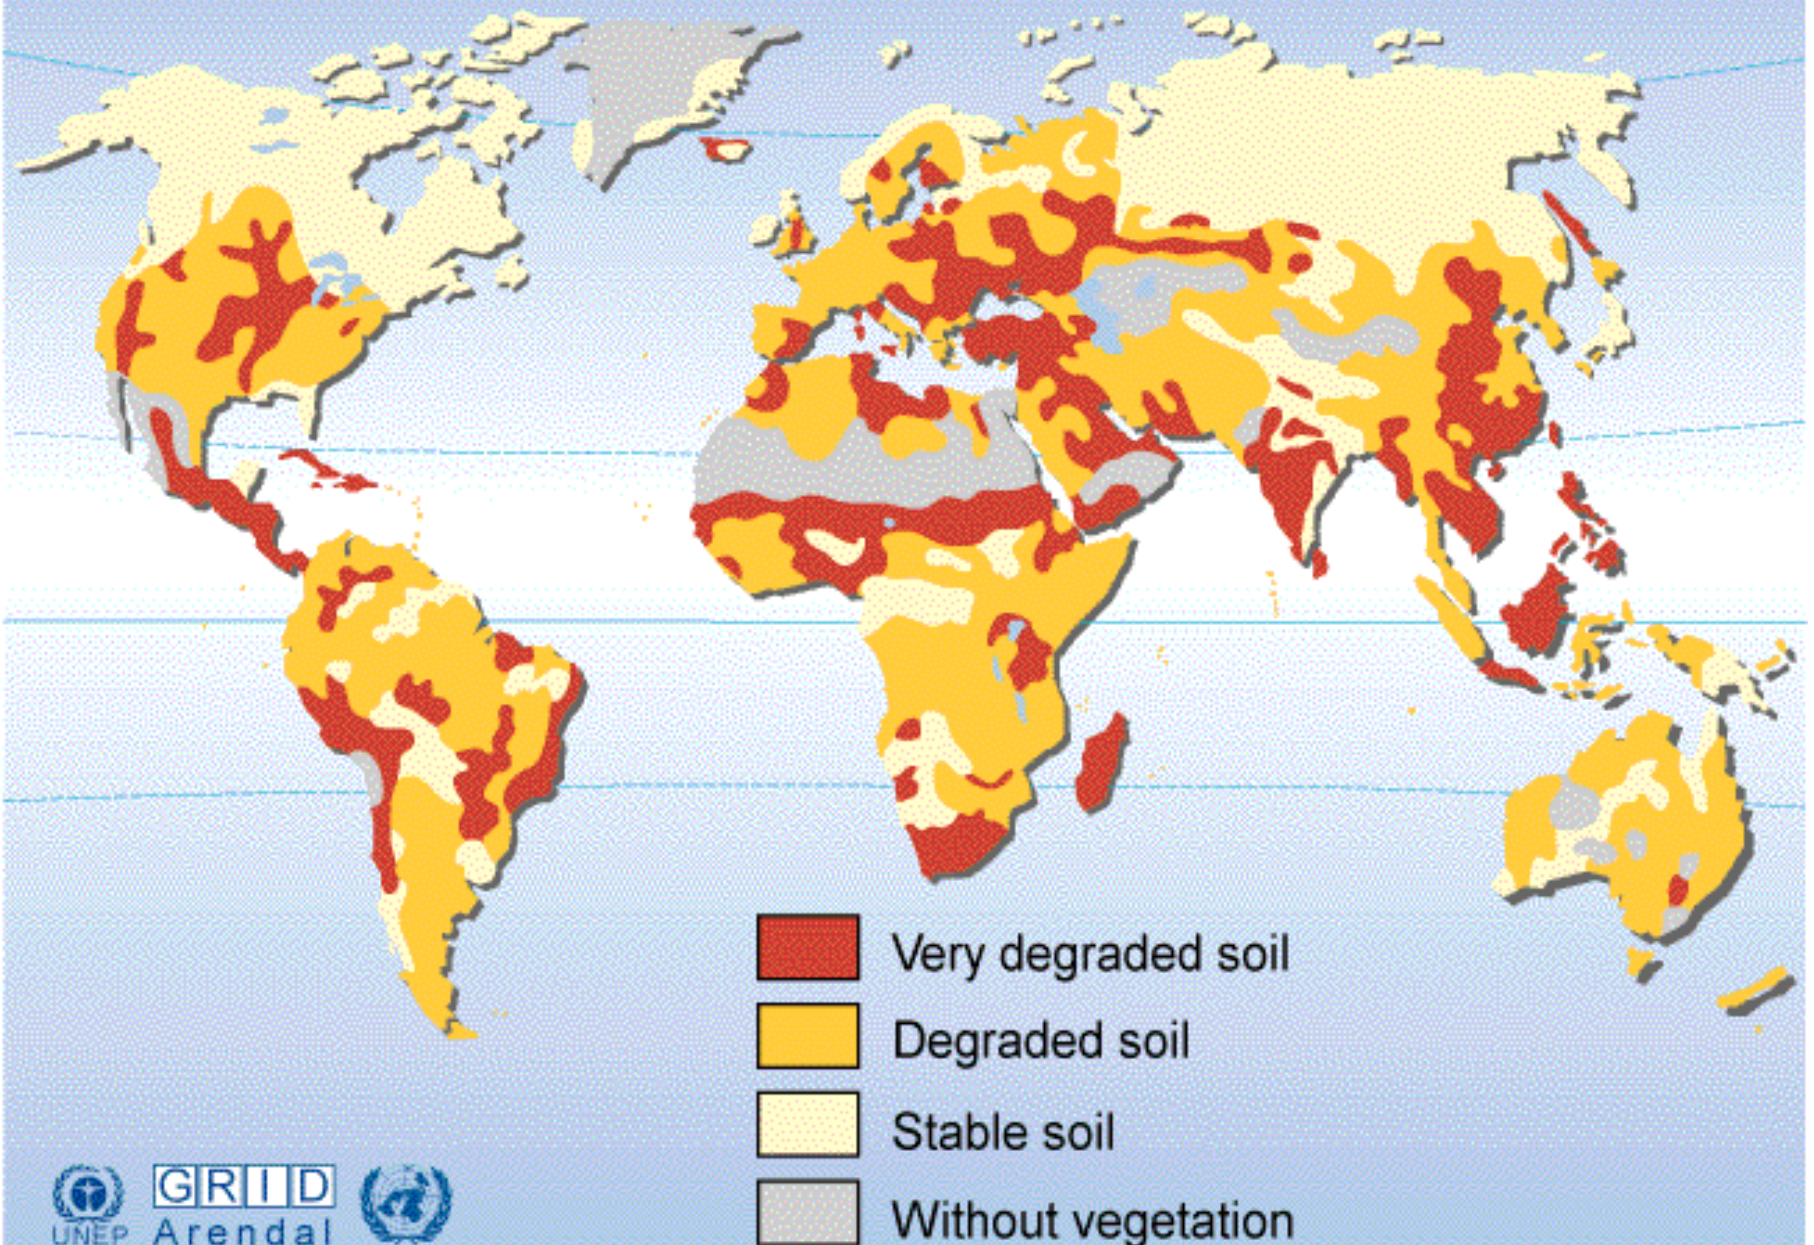 Very degraded soil
Degraded soil
Stable soil
Without vegetation
GRID
UNEP Arendal